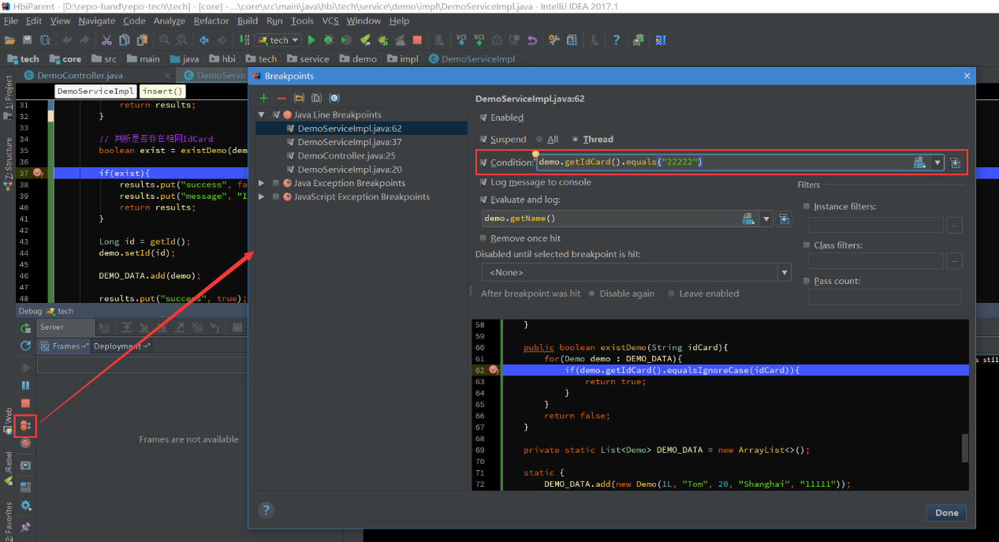 HbiParent - [D:\repo-hand\repo-tech\tech] - [core] - ...\core\src\main\java\hbi\tech\service\demo\impl\DemoServiceImpl.java - IntelliJ IDEA 2017.1
File Edit View Navigate Code Analyze Refactor Build Run Tools VCS Window Help
tech VCS VCS
tech core src main java hbi tech service demo impl DemoServiceImpl
1: Project
Z: Structure
DemoController.java DemoServic
DemoServiceImpl insert()
31 return results;
32 }
33
34 // 判断是否存在相同IdCard
35 boolean exist = existDemo(dem
36
37 if(exist){
38 results.put("success", fa
39 results.put("message", "I
40 return results;
41 }
42
43 Long id = getId();
44 demo.setId(id);
45
46 DEMO_DATA.add(demo);
47
48 results.put("success", true);
Debug tech
Server
Frames Deployment
Frames are not available
Web
JRebel
2: Favorites
Breakpoints
Java Line Breakpoints
DemoServiceImpl.java:62
DemoServiceImpl.java:37
DemoController.java:25
DemoServiceImpl.java:20
Java Exception Breakpoints
JavaScript Exception Breakpoints
DemoServiceImpl.java:62
Enabled
Suspend All Thread
Condition: demo.getIdCard().equals("22222")
Log message to console
Evaluate and log:
demo.getName()
Remove once hit
Disabled until selected breakpoint is hit:
<None>
After breakpoint was hit Disable again Leave enabled
Filters
Instance filters:
...
Class filters:
...
Pass count:
58 }
59
60 public boolean existDemo(String idCard){
61 for(Demo demo : DEMO_DATA){
62 if(demo.getIdCard().equalsIgnoreCase(idCard)){
63 return true;
64 }
65 }
66 return false;
67 }
68
69 private static List<Demo> DEMO_DATA = new ArrayList<>();
70
71 static {
72 DEMO_DATA.add(new Demo(1L, "Tom", 20, "Shanghai", "11111"));
?
Done